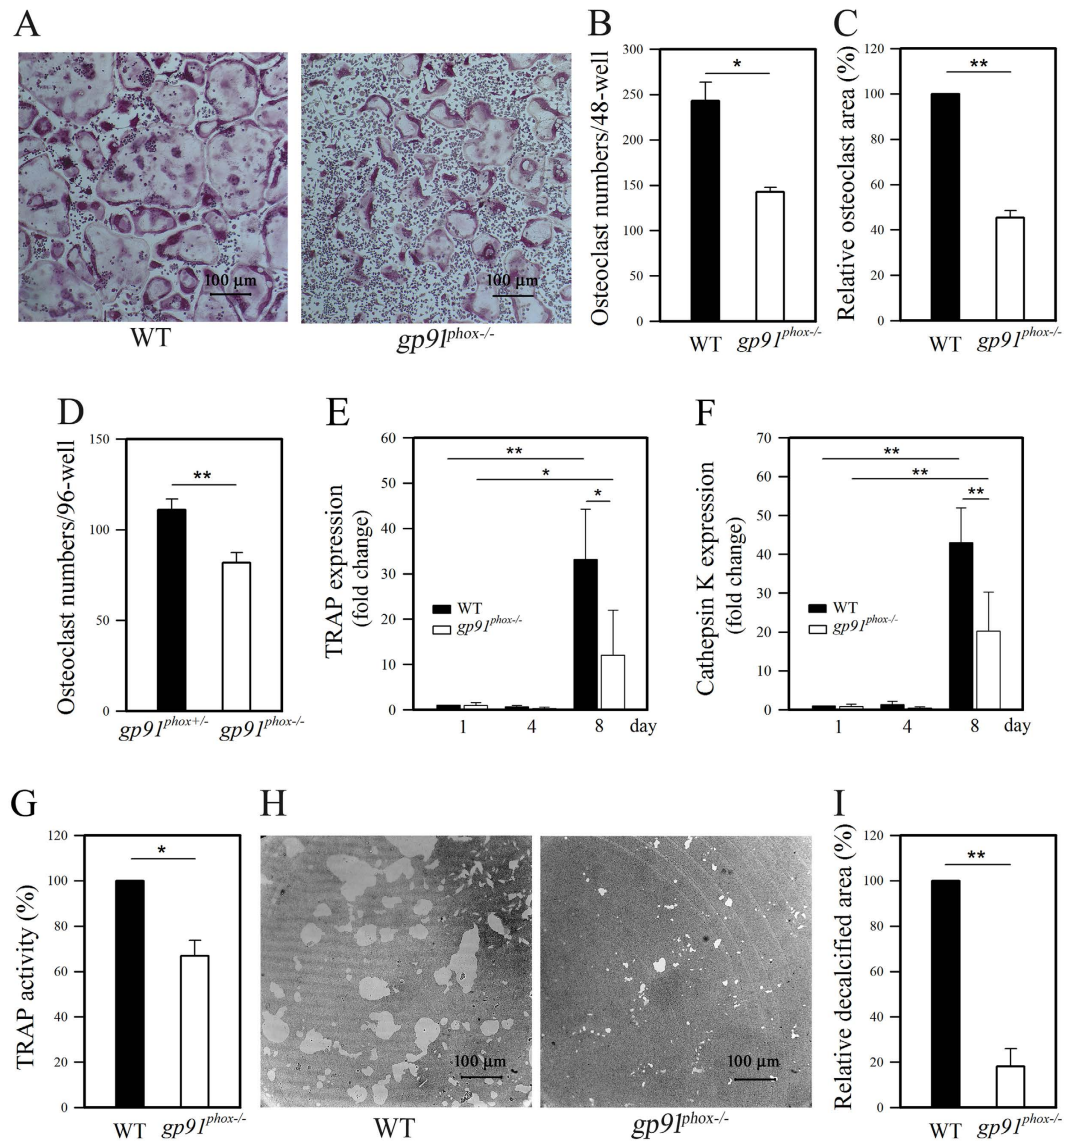 A
100 μm
WT
100 μm
gp91phox-/-
B
Osteoclast numbers/48-well
300
250
200
150
100
50
0
*
WT gp91phox-/-
C
Relative osteoclast area (%)
120
100
80
60
40
20
0
**
WT gp91phox-/-
D
Osteoclast numbers/96-well
150
100
50
0
**
gp91phox+/- gp91phox-/-
E
TRAP expression
(fold change)
60
50
40
30
20
10
0
**
*
*
WT
gp91phox-/-
1 4 8 day
F
Cathepsin K expression
(fold change)
70
60
50
40
30
20
10
0
**
**
**
WT
gp91phox-/-
1 4 8 day
G
TRAP activity (%)
120
100
80
60
40
20
0
*
WT gp91phox-/-
H
100 μm
WT
100 μm
gp91phox-/-
I
Relative decalcified area (%)
120
100
80
60
40
20
0
**
WT gp91phox-/-